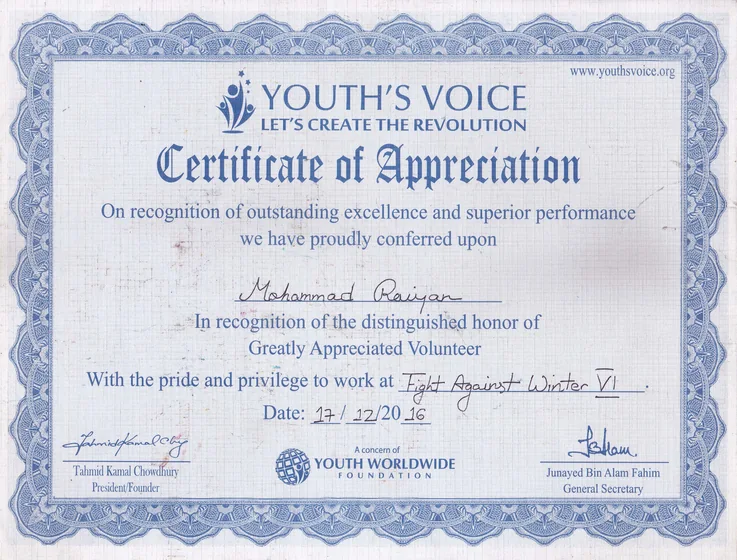 www.youthsvoice.org
YOUTH'S VOICE
LET'S CREATE THE REVOLUTION
Certificate of Appreciation
On recognition of outstanding excellence and superior performance
we have proudly conferred upon
Mohammad Raiyan
In recognition of the distinguished honor of
Greatly Appreciated Volunteer
With the pride and privilege to work at Fight Against Winter VI.
Date: 17/12/2016
Tahmid Kamal Chowdhury
President/Founder
A concern of
YOUTH WORLDWIDE
FOUNDATION
Junayed Bin Alam Fahim
General Secretary